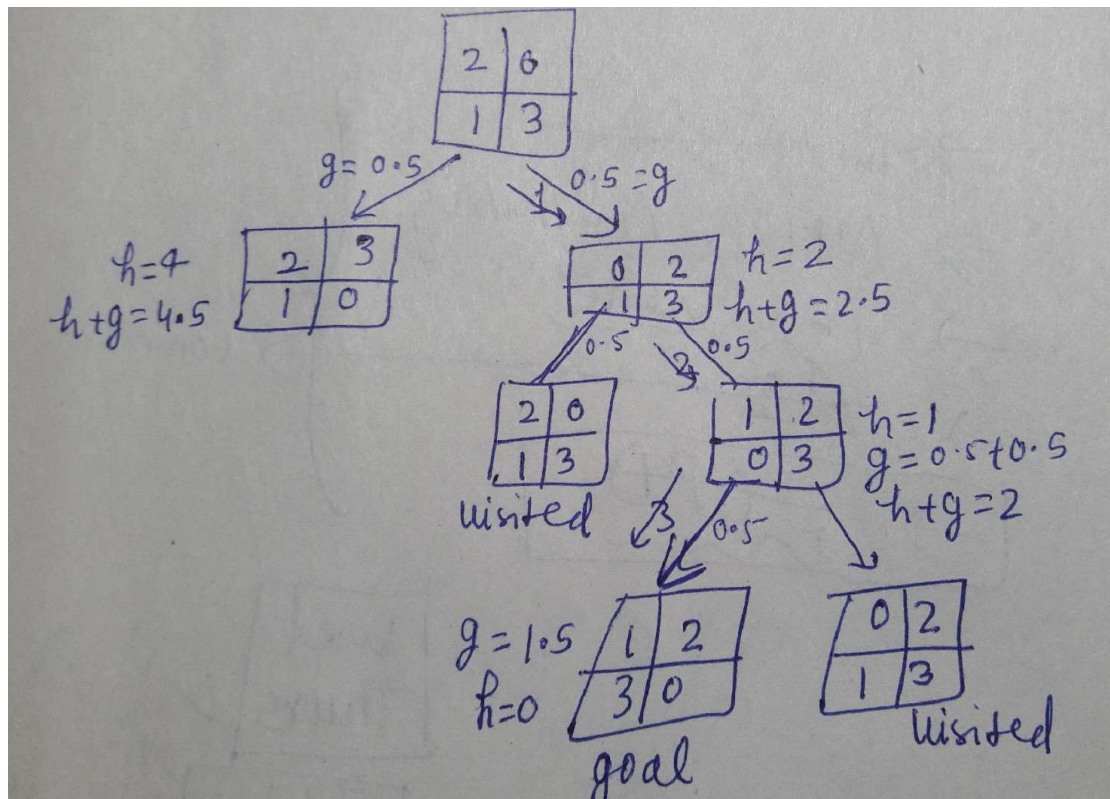 2 0
1 3
g = 0.5
1
0.5 = g
h=4
h+g=4.5
2 3
1 0
0 2
1 3
h=2
h+g=2.5
0.5
2
0.5
2 0
1 3
visited
1 2
0 3
h=1
g=0.5+0.5
h+g=2
3
0.5
g=1.5
h=0
1 2
3 0
goal
0 2
1 3
visited